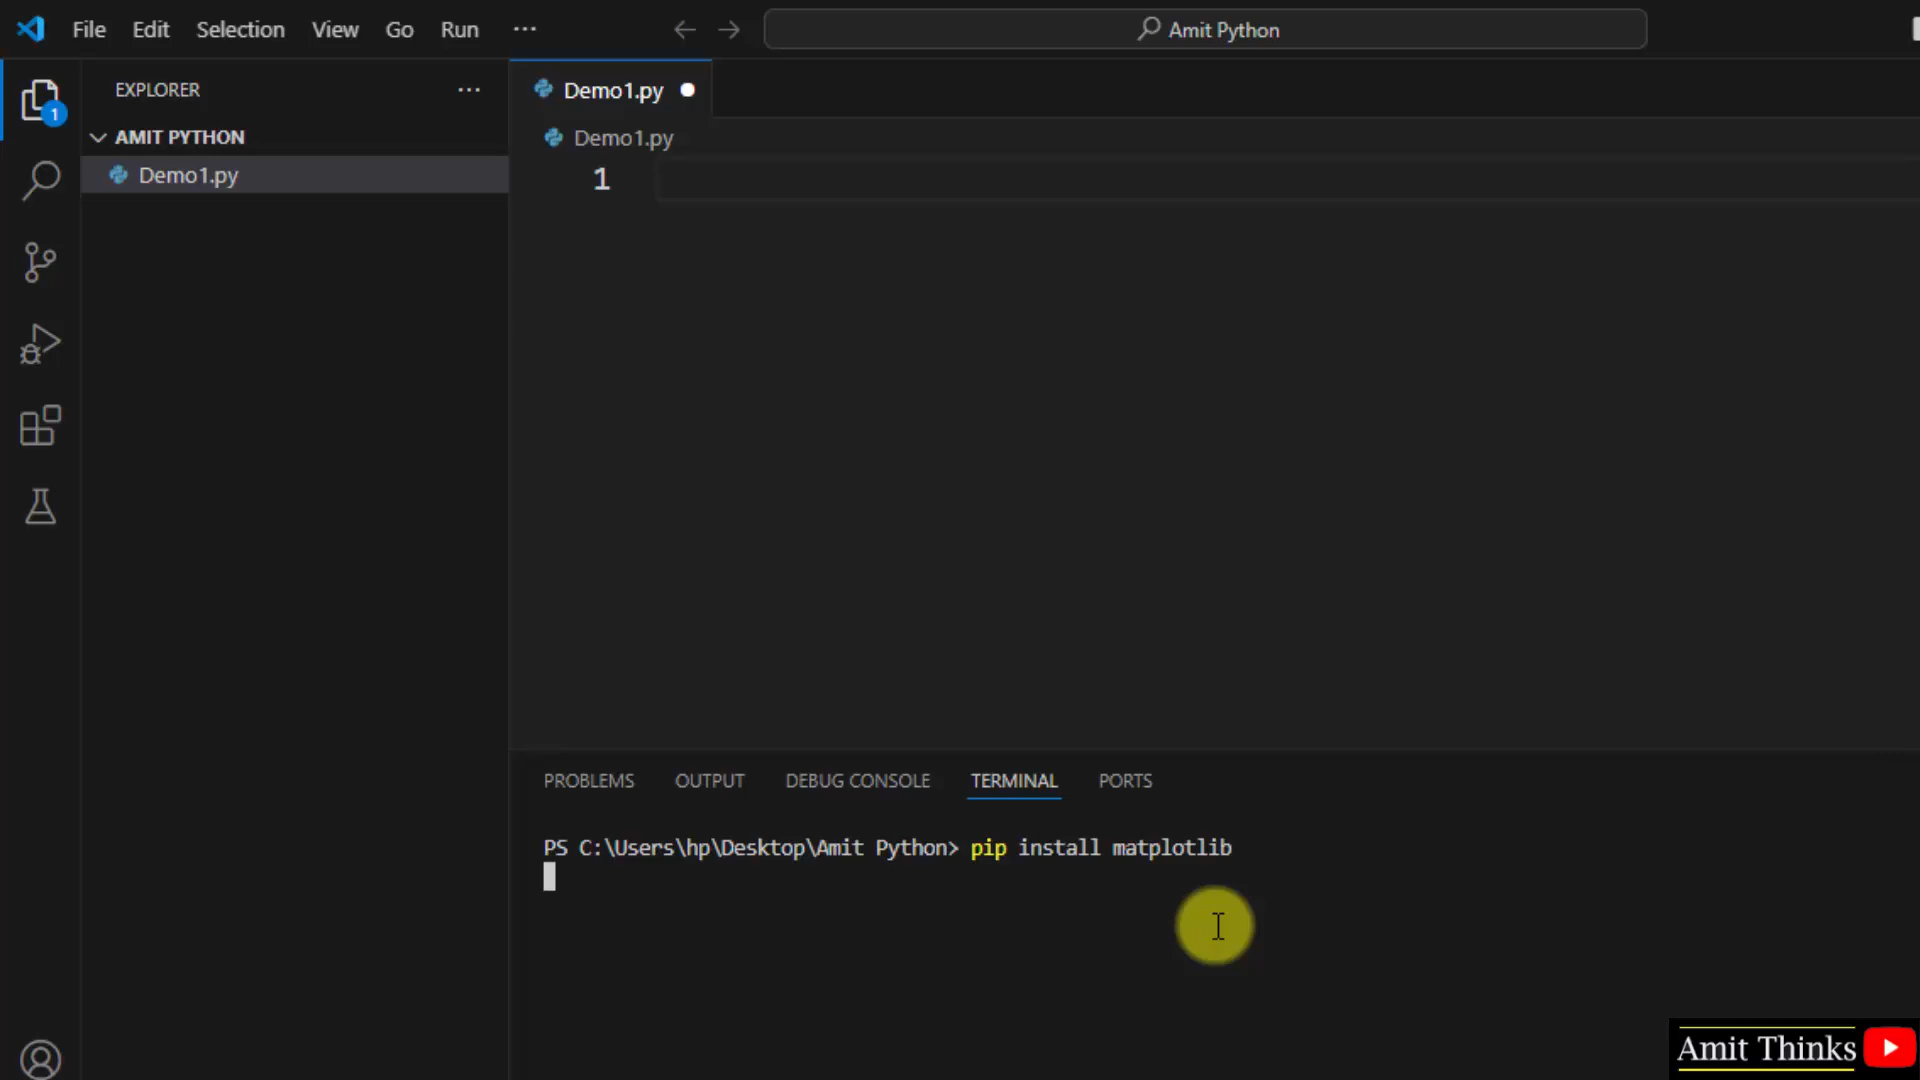 File Edit Selection View Go Run ···
Amit Python
EXPLORER ···
AMIT PYTHON
Demo1.py
1
Demo1.py
Demo1.py
1
PROBLEMS OUTPUT DEBUG CONSOLE TERMINAL PORTS
PS C:\Users\hp\Desktop\Amit Python> pip install matplotlib
Amit Thinks